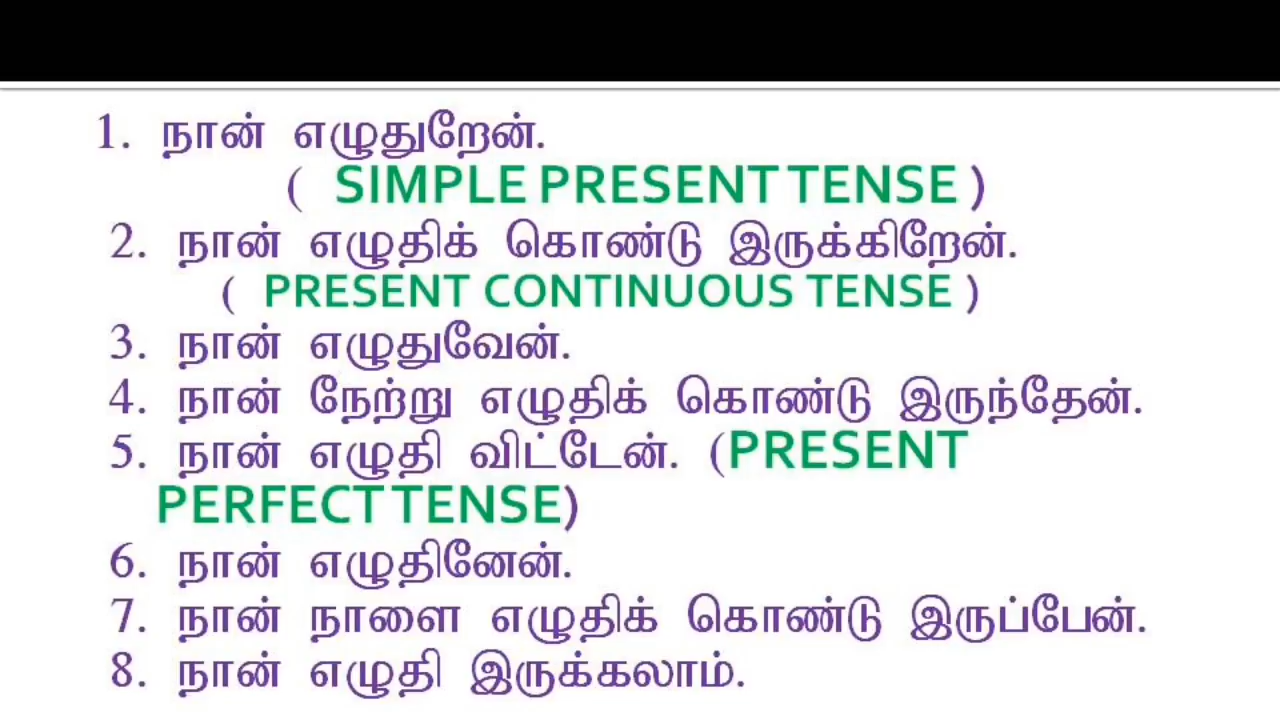 1. நான் எழுதுறேன்.
( SIMPLE PRESENT TENSE )
2. நான் எழுதிக் கொண்டு இருக்கிறேன்.
( PRESENT CONTINUOUS TENSE )
3. நான் எழுதுவேன்.
4. நான் நேற்று எழுதிக் கொண்டு இருந்தேன்.
5. நான் எழுதி விட்டேன். (PRESENT
PERFECT TENSE)
6. நான் எழுதினேன்.
7. நான் நாளை எழுதிக் கொண்டு இருப்பேன்.
8. நான் எழுதி இருக்கலாம்.